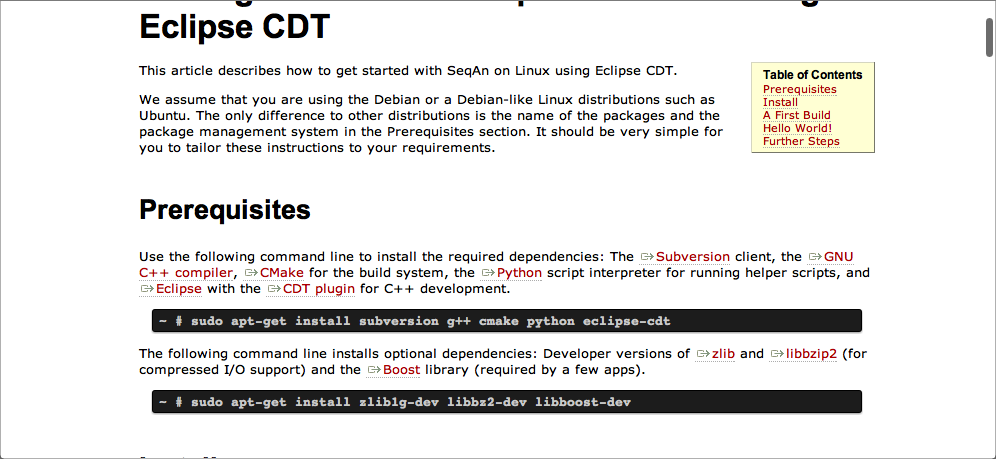 Eclipse CDT
This article describes how to get started with SeqAn on Linux using Eclipse CDT.
We assume that you are using the Debian or a Debian-like Linux distributions such as
Ubuntu. The only difference to other distributions is the name of the packages and the
package management system in the Prerequisites section. It should be very simple for
you to tailor these instructions to your requirements.
Table of Contents
Prerequisites
Install
A First Build
Hello World!
Further Steps
Prerequisites
Use the following command line to install the required dependencies: The Subversion client, the GNU
C++ compiler, CMake for the build system, the Python script interpreter for running helper scripts, and
Eclipse with the CDT plugin for C++ development.
~ # sudo apt-get install subversion g++ cmake python eclipse-cdt
The following command line installs optional dependencies: Developer versions of zlib and libbzip2 (for
compressed I/O support) and the Boost library (required by a few apps).
~ # sudo apt-get install zlib1g-dev libbz2-dev libboost-dev